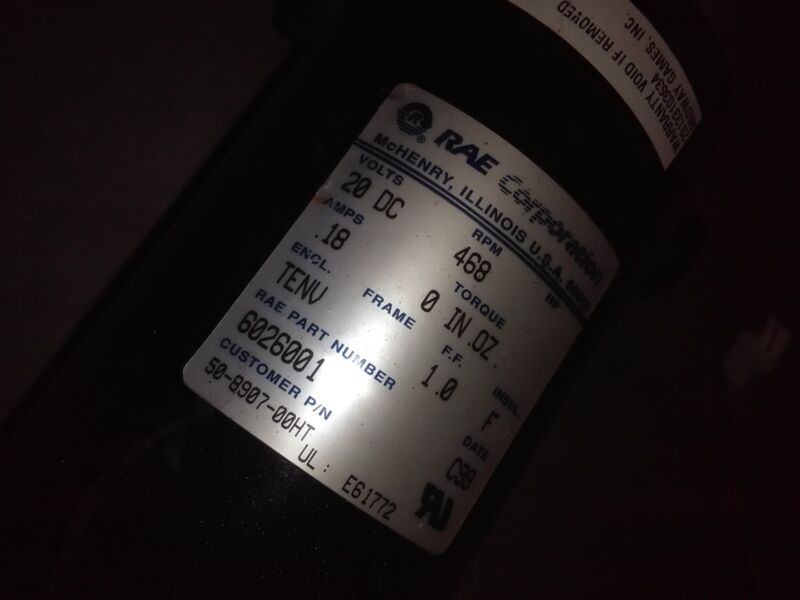 WARRANTY VOID IF REMOVED
MIDWAY GAMES, INC.
RAE Corporation
McHENRY, ILLINOIS U.S.A.
VOLTS RPM HP
20 DC 468
AMPS TORQUE
.18 0 IN.OZ.
ENCL. FRAME F.F. INSUL.
TENV 1.0 F
RAE PART NUMBER DATE
6026001 C99
CUSTOMER P/N
50-8907-00HT
UL: E61772